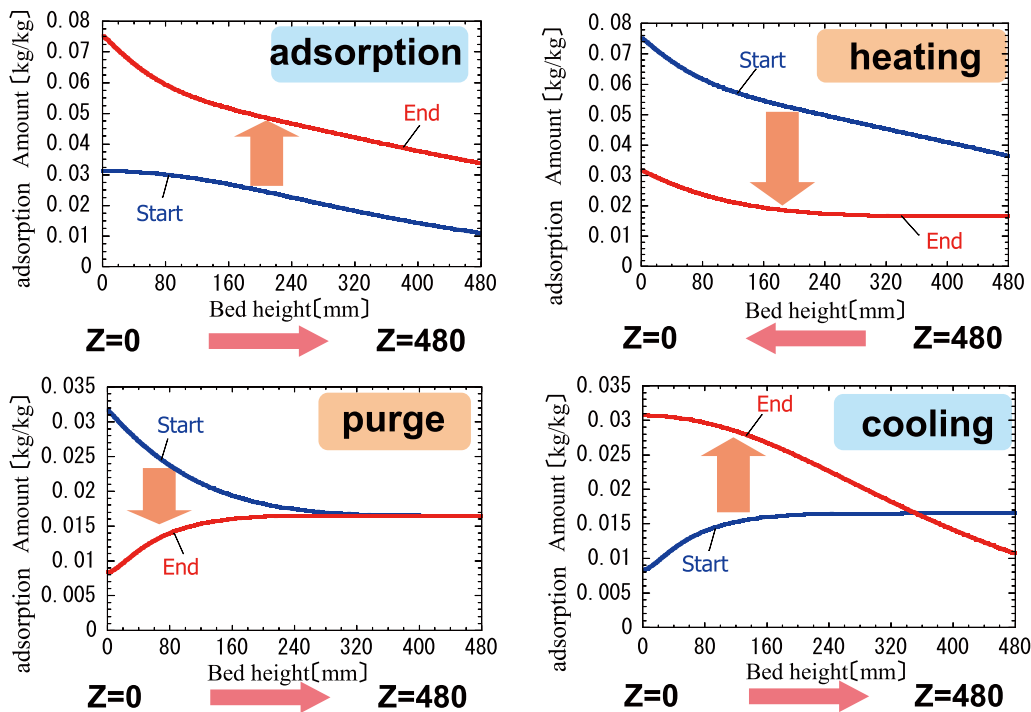 adsorption
adsorption Amount [kg/kg]
0.08
0.07
0.06
0.05
0.04
0.03
0.02
0.01
0
End
Start
0 80 160 240 320 400 480
Bed height[mm]
Z=0 Z=480
heating
adsorption Amount [kg/kg]
0.08
0.07
0.06
0.05
0.04
0.03
0.02
0.01
0
Start
End
0 80 160 240 320 400 480
Bed height[mm]
Z=0 Z=480
purge
adsorption Amount [kg/kg]
0.035
0.03
0.025
0.02
0.015
0.01
0.005
0
Start
End
0 80 160 240 320 400 480
Bed height[mm]
Z=0 Z=480
cooling
adsorption Amount [kg/kg]
0.035
0.03
0.025
0.02
0.015
0.01
0.005
0
End
Start
0 80 160 240 320 400 480
Bed height[mm]
Z=0 Z=480